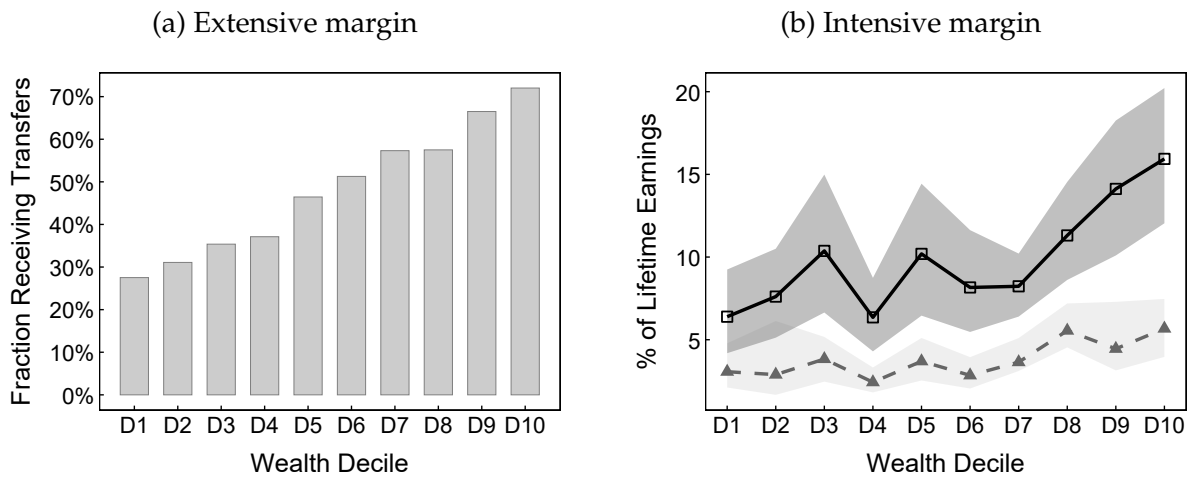 (a) Extensive margin
Fraction Receiving Transfers
70%
60%
50%
40%
30%
20%
10%
0%
D1 D2 D3 D4 D5 D6 D7 D8 D9 D10
Wealth Decile
(b) Intensive margin
% of Lifetime Earnings
20
15
10
5
D1 D2 D3 D4 D5 D6 D7 D8 D9 D10
Wealth Decile